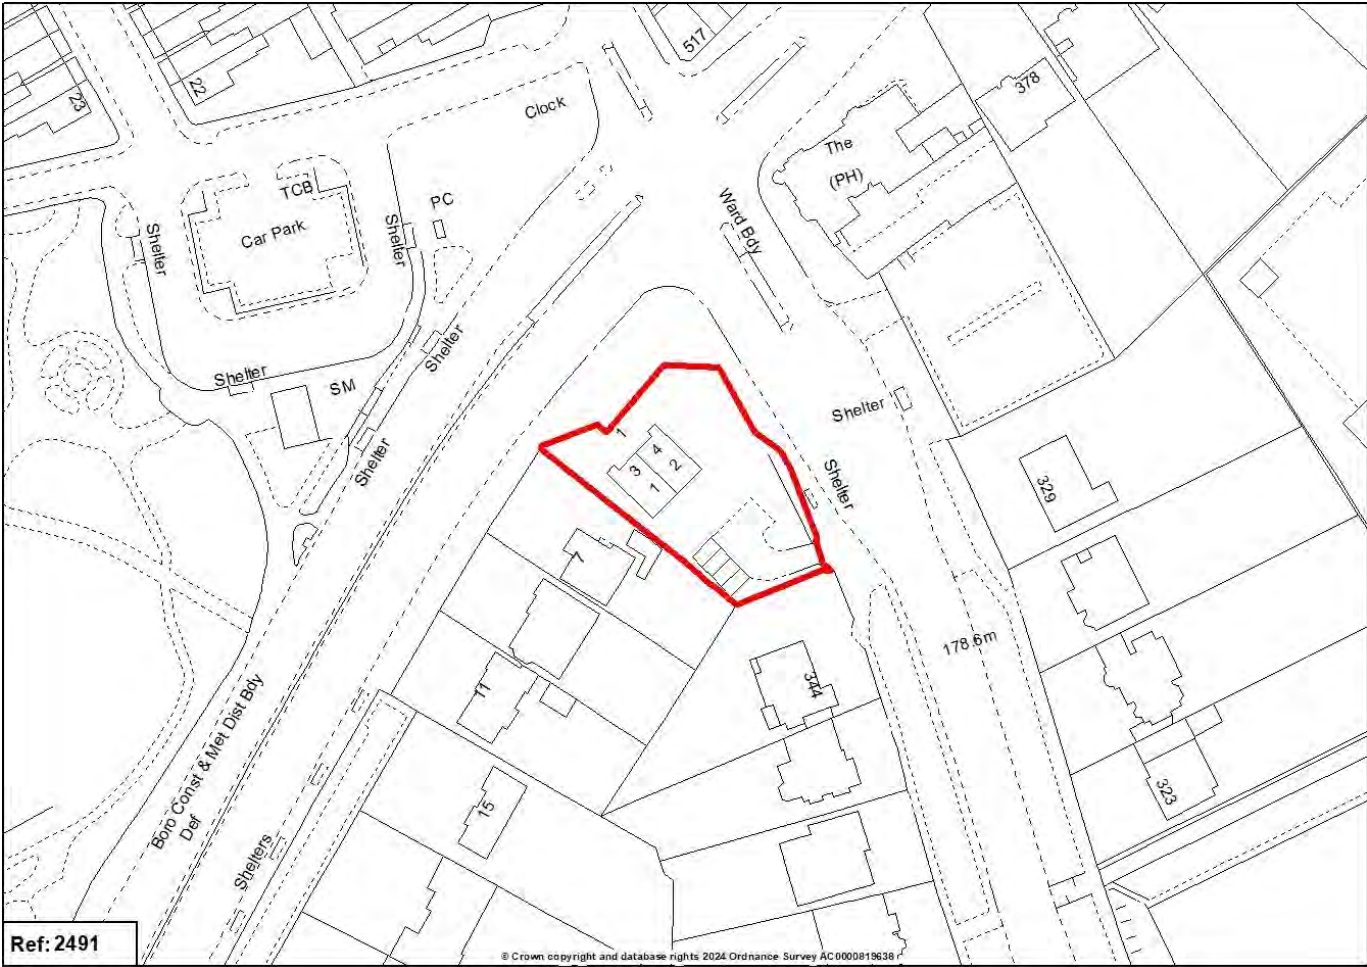 517
22
23
Clock
378
The
(PH)
TCB
PC
Car Park
Ward Bdy
Shelter
Shelter
Shelter
Shelter
SM
Shelter
Shelter
1
4
3
2
1
Shelter
329
7
178.6m
344
11
Boro Const & Met Dist Bdy
Def
15
323
Shelters
Ref: 2491
© Crown copyright and database rights 2024 Ordnance Survey AC0000819638